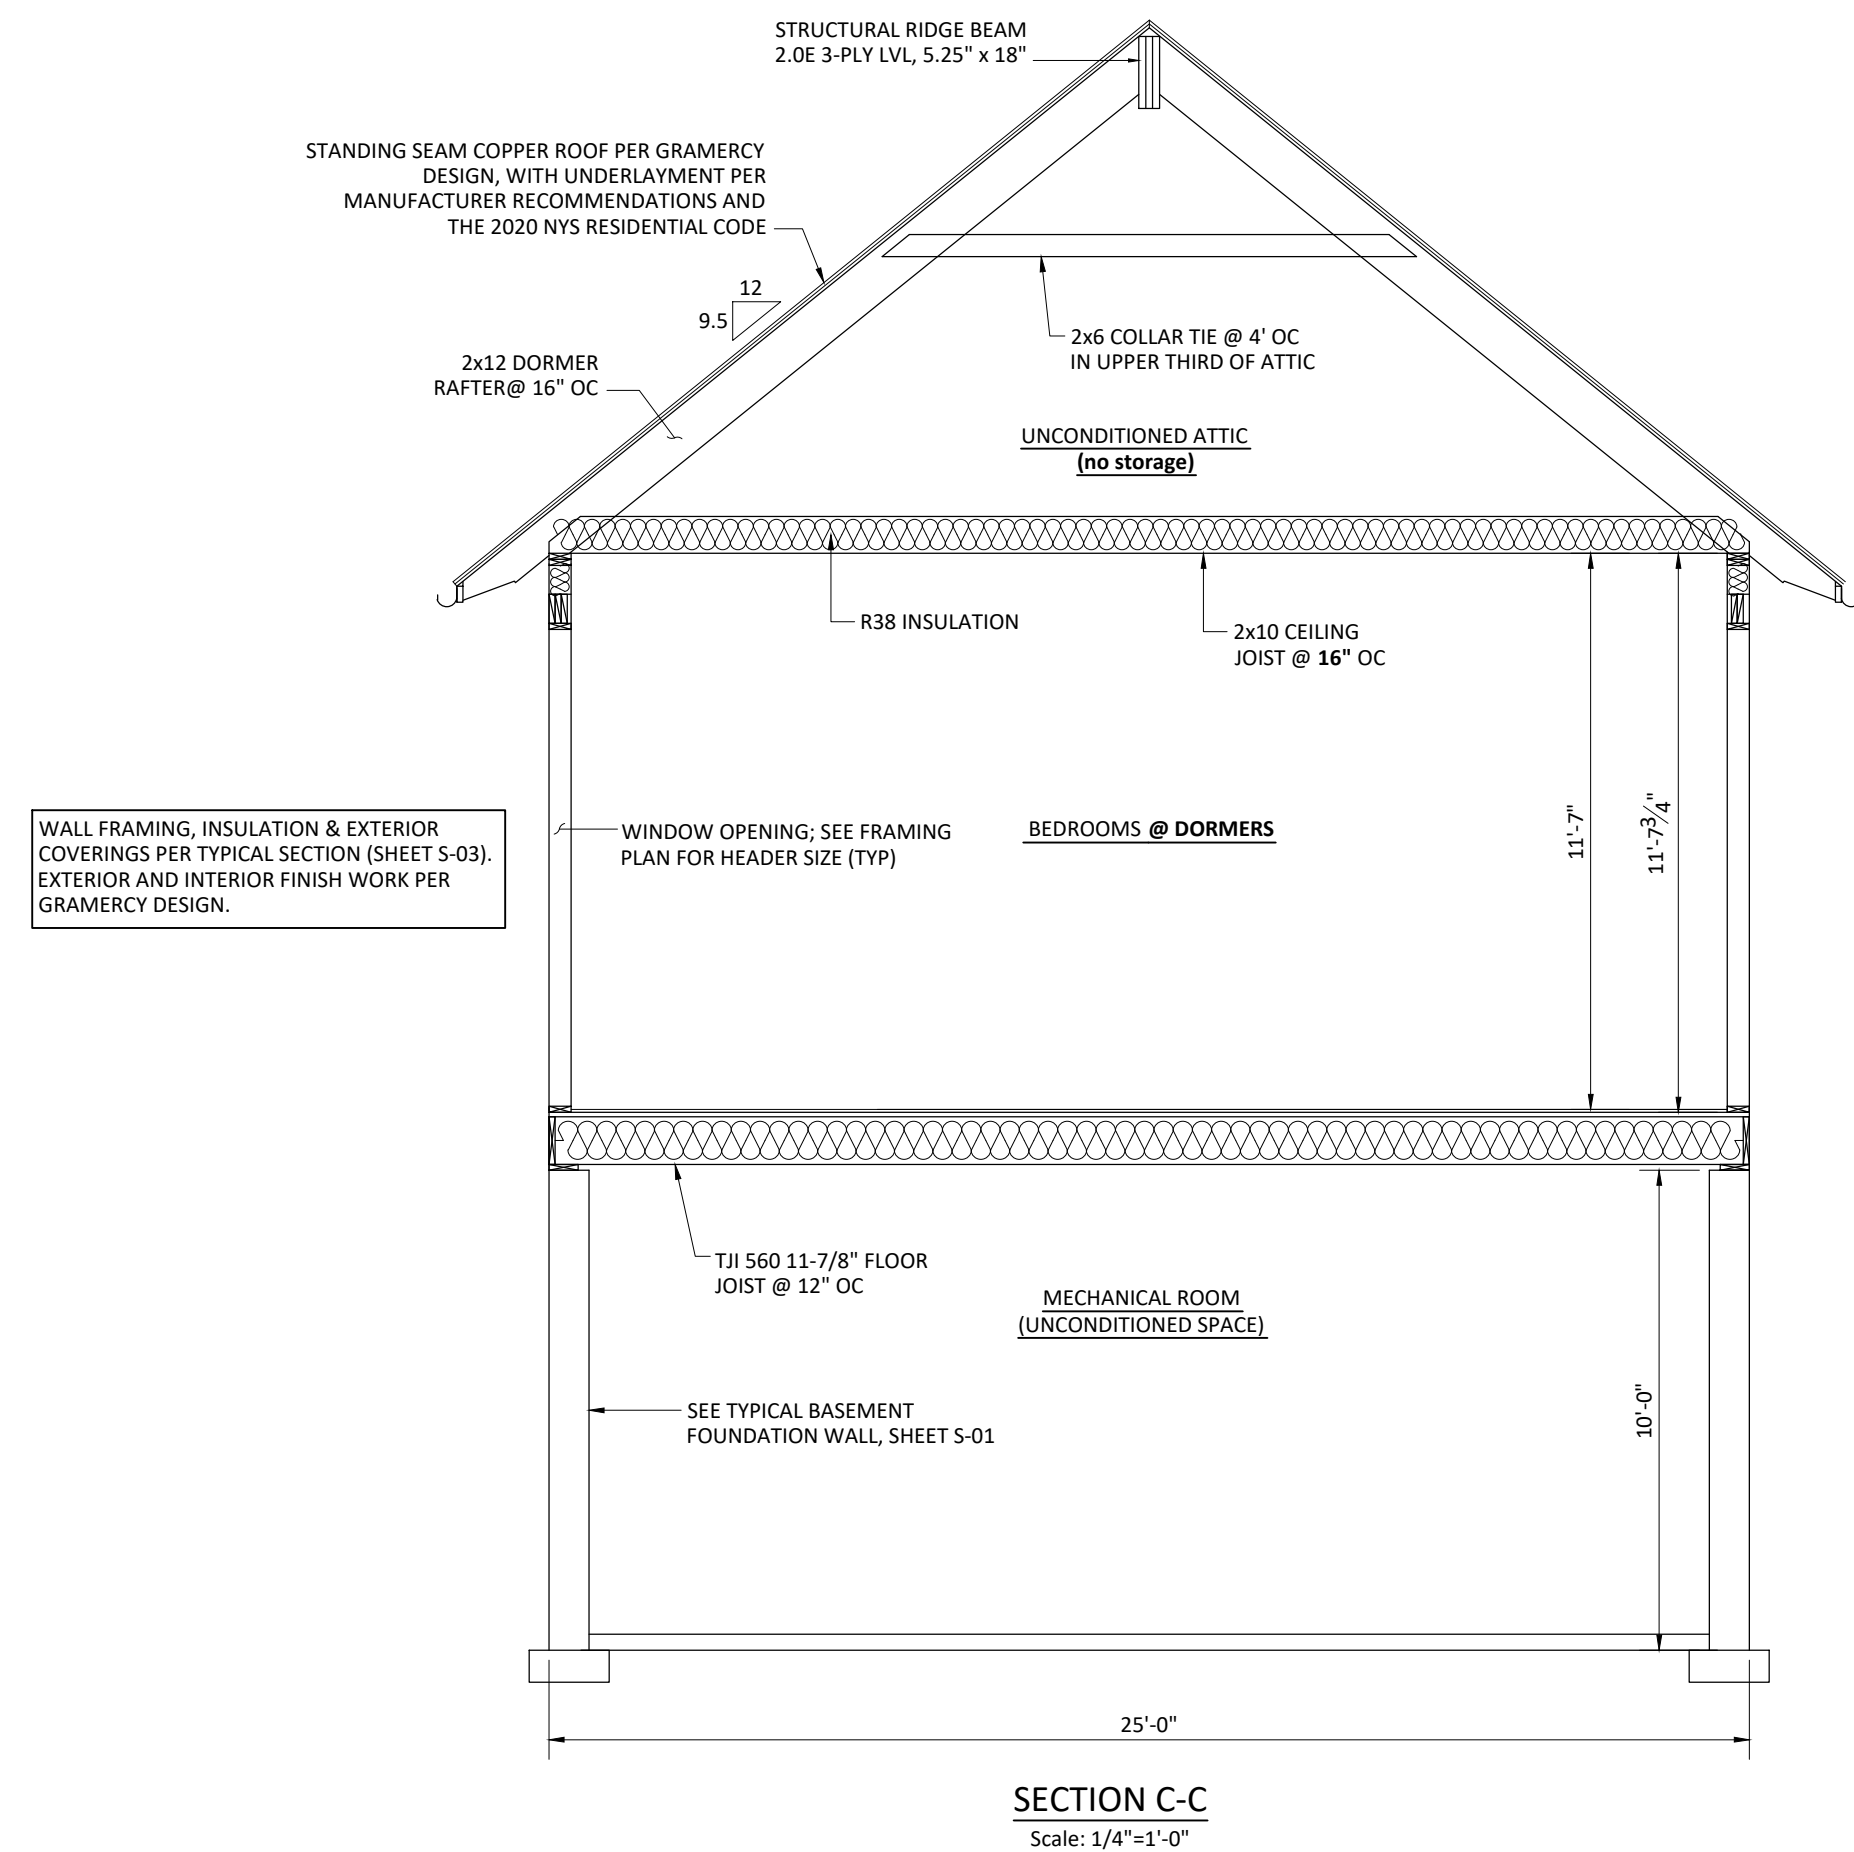 STRUCTURAL RIDGE BEAM
2.0E 3-PLY LVL, 5.25" x 18"
STANDING SEAM COPPER ROOF PER GRAMERCY
DESIGN, WITH UNDERLAYMENT PER
MANUFACTURER RECOMMENDATIONS AND
THE 2020 NYS RESIDENTIAL CODE
12
9.5
2x12 DORMER
RAFTER@ 16" OC
2x6 COLLAR TIE @ 4' OC
IN UPPER THIRD OF ATTIC
UNCONDITIONED ATTIC
(no storage)
R38 INSULATION
2x10 CEILING
JOIST @ 16" OC
WALL FRAMING, INSULATION & EXTERIOR
COVERINGS PER TYPICAL SECTION (SHEET S-03).
EXTERIOR AND INTERIOR FINISH WORK PER
GRAMERCY DESIGN.
WINDOW OPENING; SEE FRAMING
PLAN FOR HEADER SIZE (TYP)
BEDROOMS @ DORMERS
11'-7"
11'-7 3/4"
TJI 560 11-7/8" FLOOR
JOIST @ 12" OC
MECHANICAL ROOM
(UNCONDITIONED SPACE)
SEE TYPICAL BASEMENT
FOUNDATION WALL, SHEET S-01
10'-0"
25'-0"
SECTION C-C
Scale: 1/4"=1'-0"